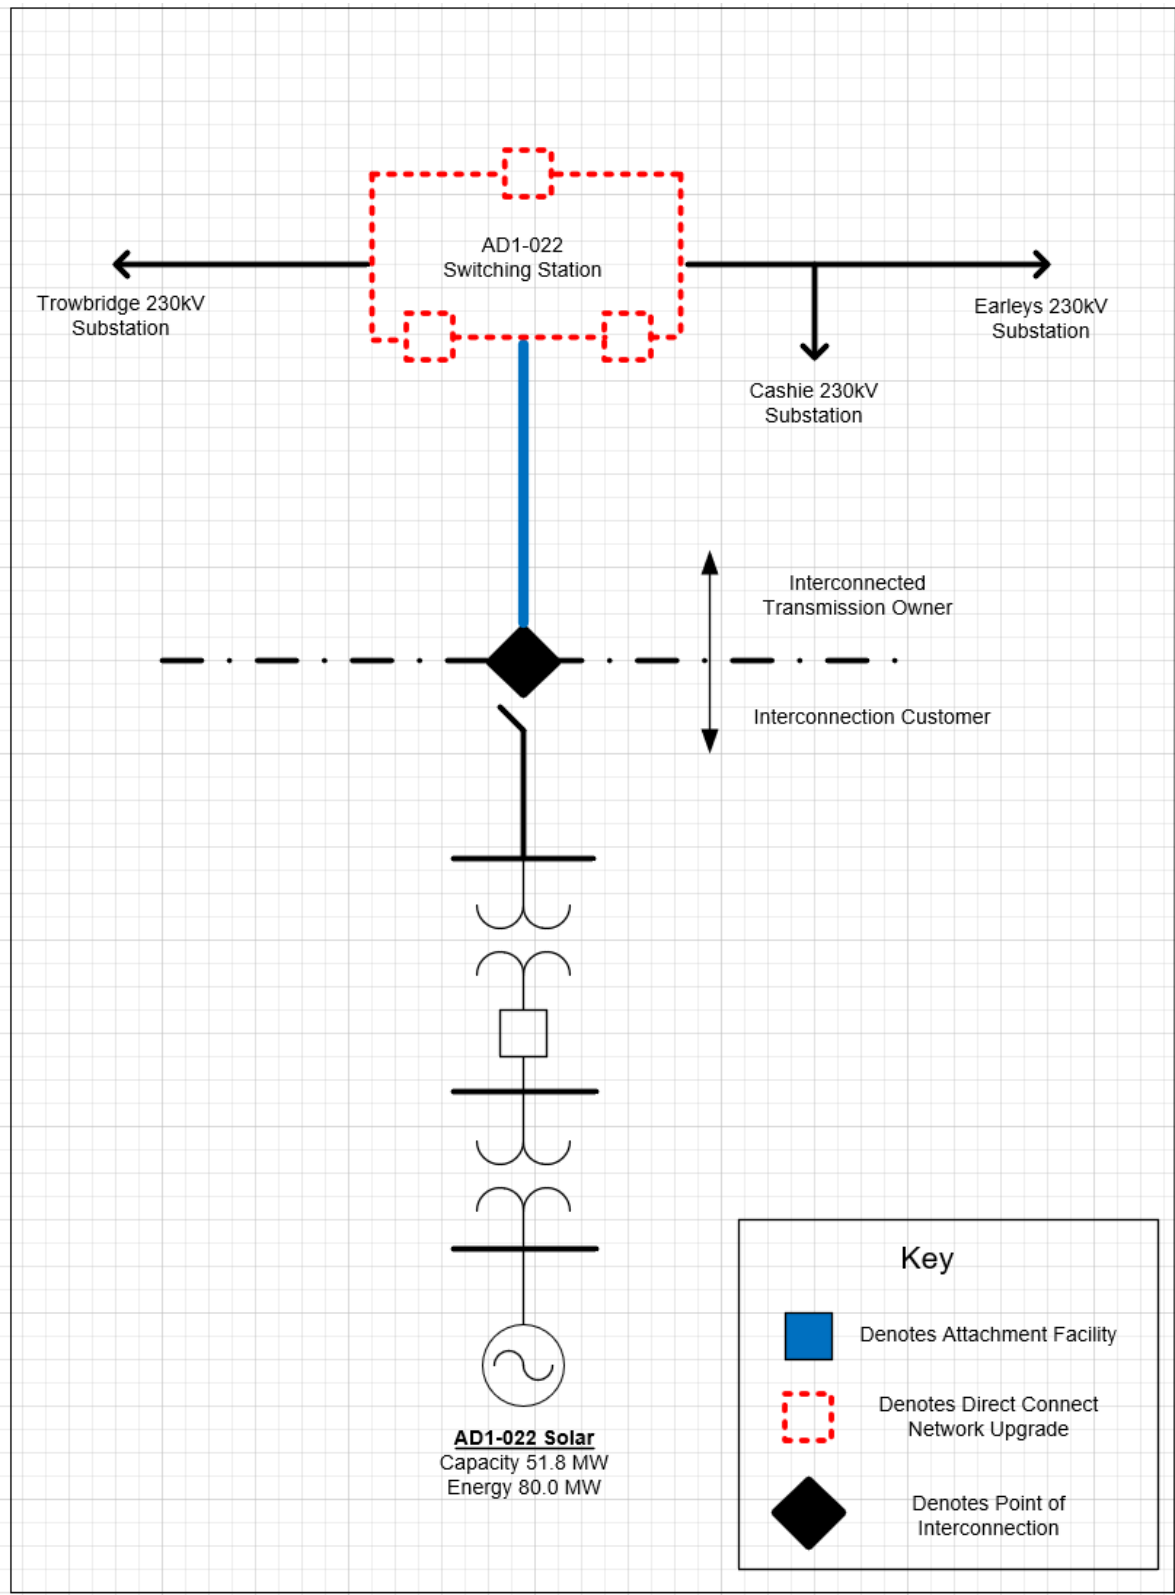 AD1-022
Switching Station
Trowbridge 230kV
Substation
Earleys 230kV
Substation
Cashie 230kV
Substation
Interconnected
Transmission Owner
Interconnection Customer
AD1-022 Solar
Capacity 51.8 MW
Energy 80.0 MW
Key
Denotes Attachment Facility
Denotes Direct Connect
Network Upgrade
Denotes Point of
Interconnection